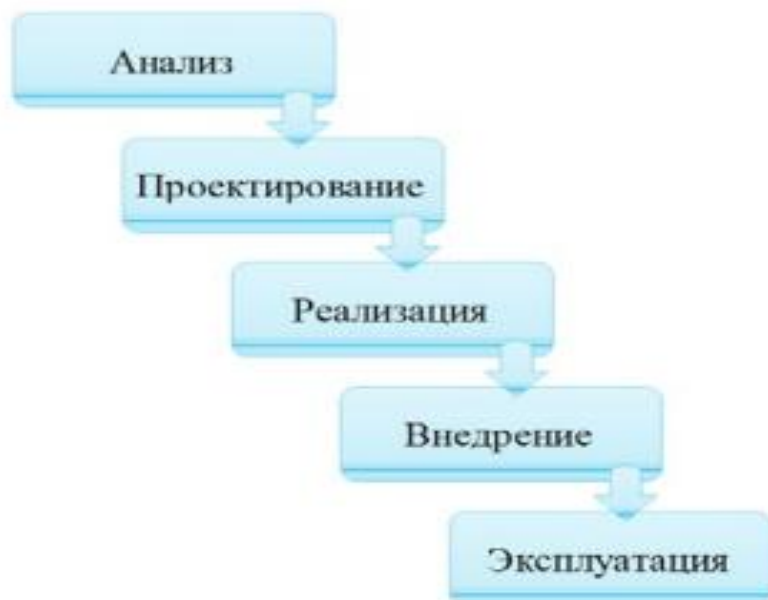 Анализ
Проектирование
Реализация
Внедрение
Эксплуатация